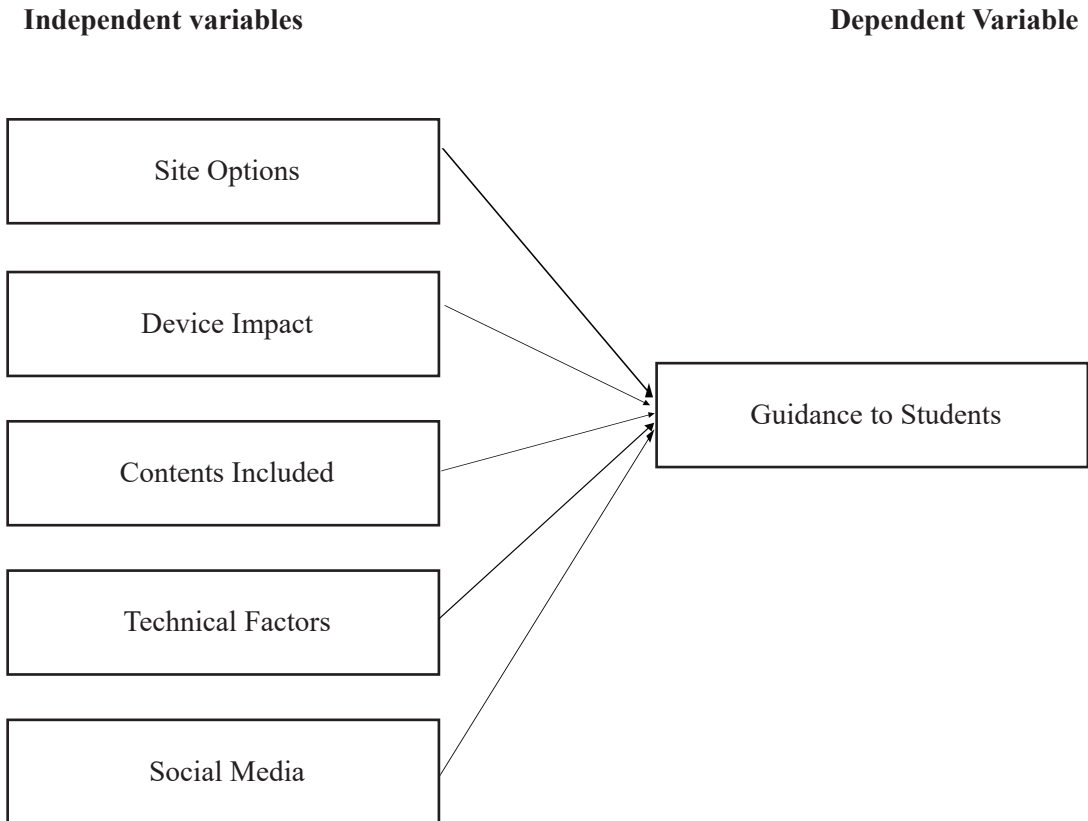 Independent variables
Dependent Variable
Site Options
Device Impact
Contents Included
Technical Factors
Social Media
Guidance to Students